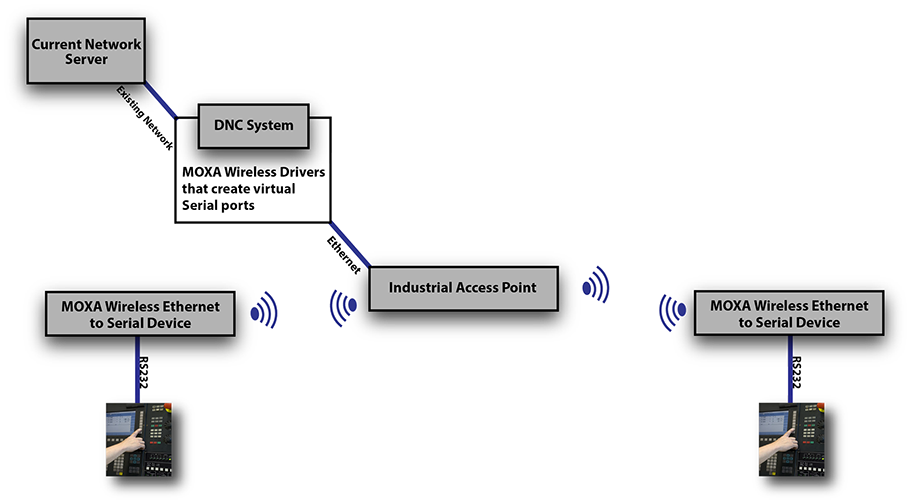 Current Network
Server
Existing Network
DNC System
MOXA Wireless Drivers
that create virtual
Serial ports
Ethernet
Industrial Access Point
MOXA Wireless Ethernet
to Serial Device
MOXA Wireless Ethernet
to Serial Device
RS232
RS232